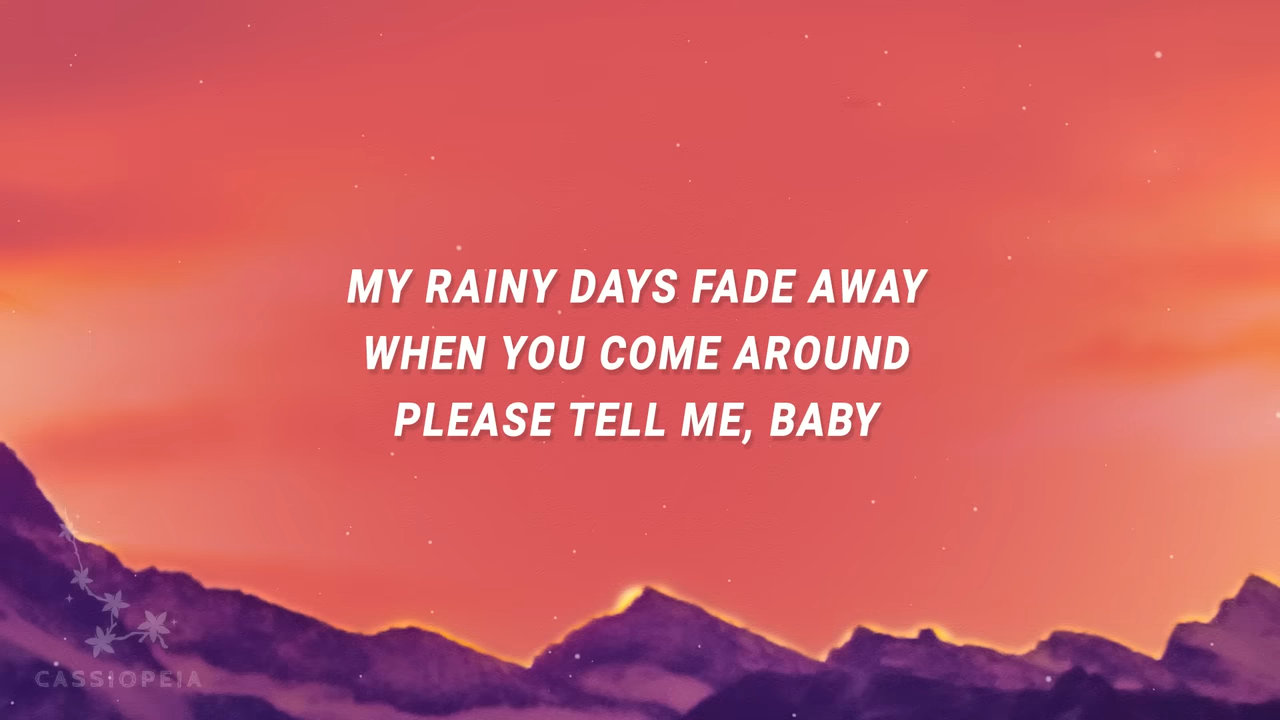 MY RAINY DAYS FADE AWAY
WHEN YOU COME AROUND
PLEASE TELL ME, BABY
CASSIOPEIA